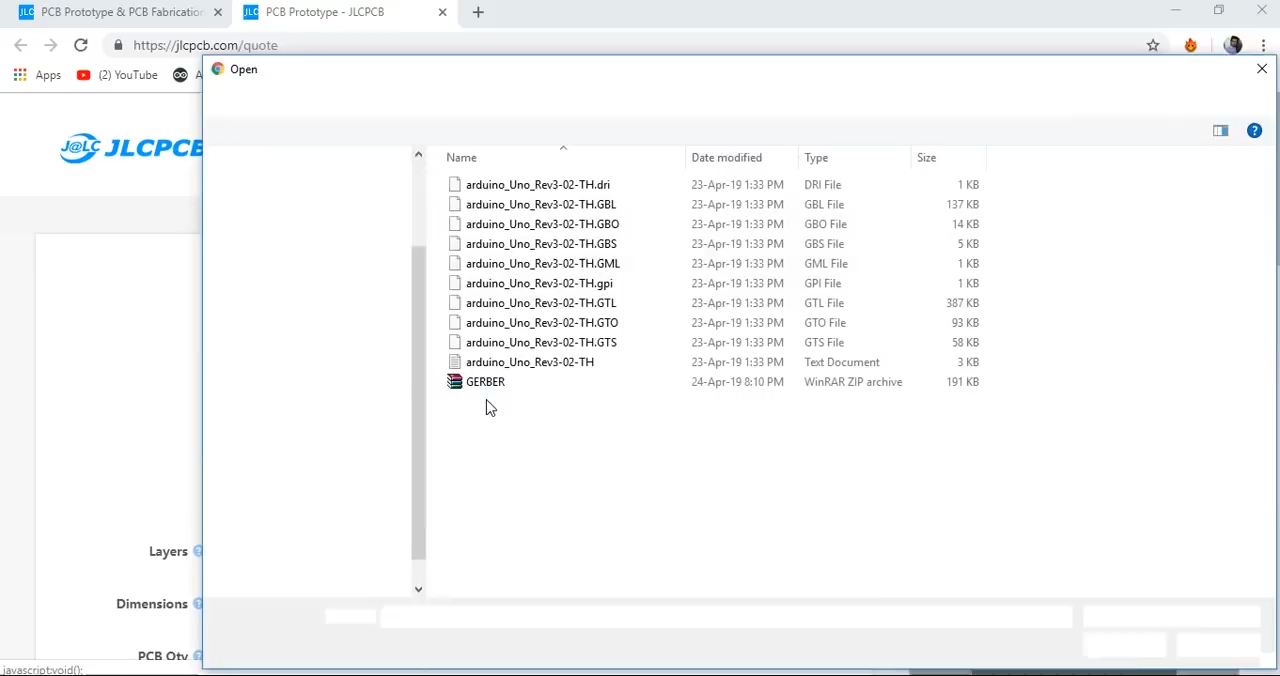 JLC PCB Prototype & PCB Fabrication
JLC PCB Prototype - JLCPCB
https://jlcpcb.com/quote
Apps (2) YouTube A
Open
J@LC JLCPCB
Name Date modified Type Size
arduino_Uno_Rev3-02-TH.dri 23-Apr-19 1:33 PM DRI File 1 KB
arduino_Uno_Rev3-02-TH.GBL 23-Apr-19 1:33 PM GBL File 137 KB
arduino_Uno_Rev3-02-TH.GBO 23-Apr-19 1:33 PM GBO File 14 KB
arduino_Uno_Rev3-02-TH.GBS 23-Apr-19 1:33 PM GBS File 5 KB
arduino_Uno_Rev3-02-TH.GML 23-Apr-19 1:33 PM GML File 1 KB
arduino_Uno_Rev3-02-TH.gpi 23-Apr-19 1:33 PM GPI File 1 KB
arduino_Uno_Rev3-02-TH.GTL 23-Apr-19 1:33 PM GTL File 387 KB
arduino_Uno_Rev3-02-TH.GTO 23-Apr-19 1:33 PM GTO File 93 KB
arduino_Uno_Rev3-02-TH.GTS 23-Apr-19 1:33 PM GTS File 58 KB
arduino_Uno_Rev3-02-TH 23-Apr-19 1:33 PM Text Document 3 KB
GERBER 24-Apr-19 8:10 PM WinRAR ZIP archive 191 KB
Layers ?
Dimensions ?
PCB Qty ?
javascript:void();